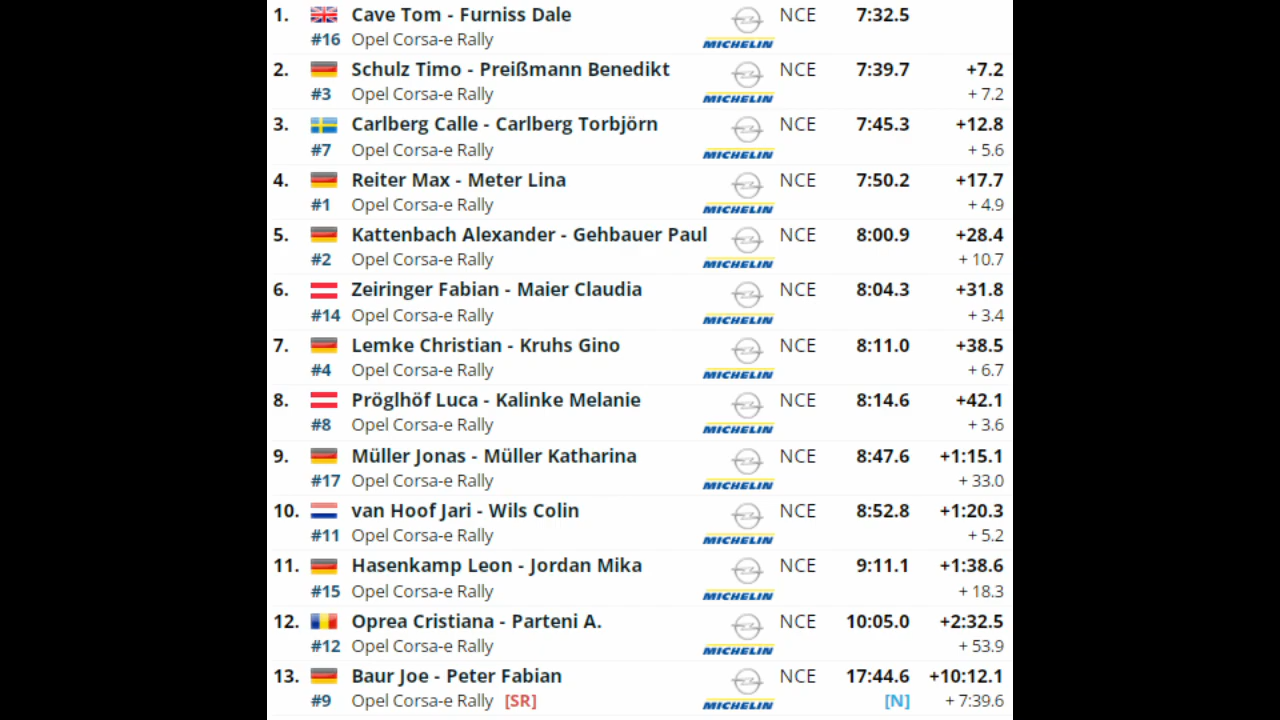 1. Cave Tom - Furniss Dale NCE 7:32.5
#16 Opel Corsa-e Rally MICHELIN
2. Schulz Timo - Preißmann Benedikt NCE 7:39.7 +7.2
#3 Opel Corsa-e Rally MICHELIN + 7.2
3. Carlberg Calle - Carlberg Torbjörn NCE 7:45.3 +12.8
#7 Opel Corsa-e Rally MICHELIN + 5.6
4. Reiter Max - Meter Lina NCE 7:50.2 +17.7
#1 Opel Corsa-e Rally MICHELIN + 4.9
5. Kattenbach Alexander - Gehbauer Paul NCE 8:00.9 +28.4
#2 Opel Corsa-e Rally MICHELIN + 10.7
6. Zeiringer Fabian - Maier Claudia NCE 8:04.3 +31.8
#14 Opel Corsa-e Rally MICHELIN + 3.4
7. Lemke Christian - Kruhs Gino NCE 8:11.0 +38.5
#4 Opel Corsa-e Rally MICHELIN + 6.7
8. Pröglhöf Luca - Kalinke Melanie NCE 8:14.6 +42.1
#8 Opel Corsa-e Rally MICHELIN + 3.6
9. Müller Jonas - Müller Katharina NCE 8:47.6 +1:15.1
#17 Opel Corsa-e Rally MICHELIN + 33.0
10. van Hoof Jari - Wils Colin NCE 8:52.8 +1:20.3
#11 Opel Corsa-e Rally MICHELIN + 5.2
11. Hasenkamp Leon - Jordan Mika NCE 9:11.1 +1:38.6
#15 Opel Corsa-e Rally MICHELIN + 18.3
12. Oprea Cristiana - Parteni A. NCE 10:05.0 +2:32.5
#12 Opel Corsa-e Rally MICHELIN + 53.9
13. Baur Joe - Peter Fabian NCE 17:44.6 +10:12.1
#9 Opel Corsa-e Rally [SR] MICHELIN [N] + 7:39.6